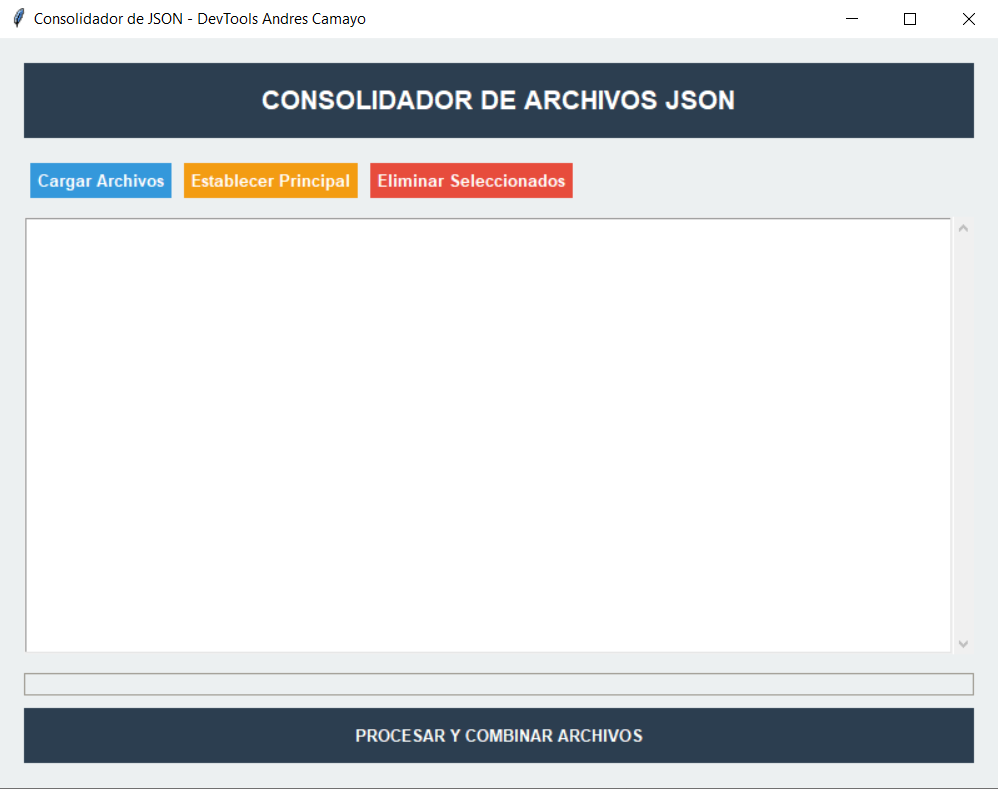 Consolidador de JSON - DevTools Andres Camayo
CONSOLIDADOR DE ARCHIVOS JSON
Cargar Archivos Establecer Principal Eliminar Seleccionados
PROCESAR Y COMBINAR ARCHIVOS